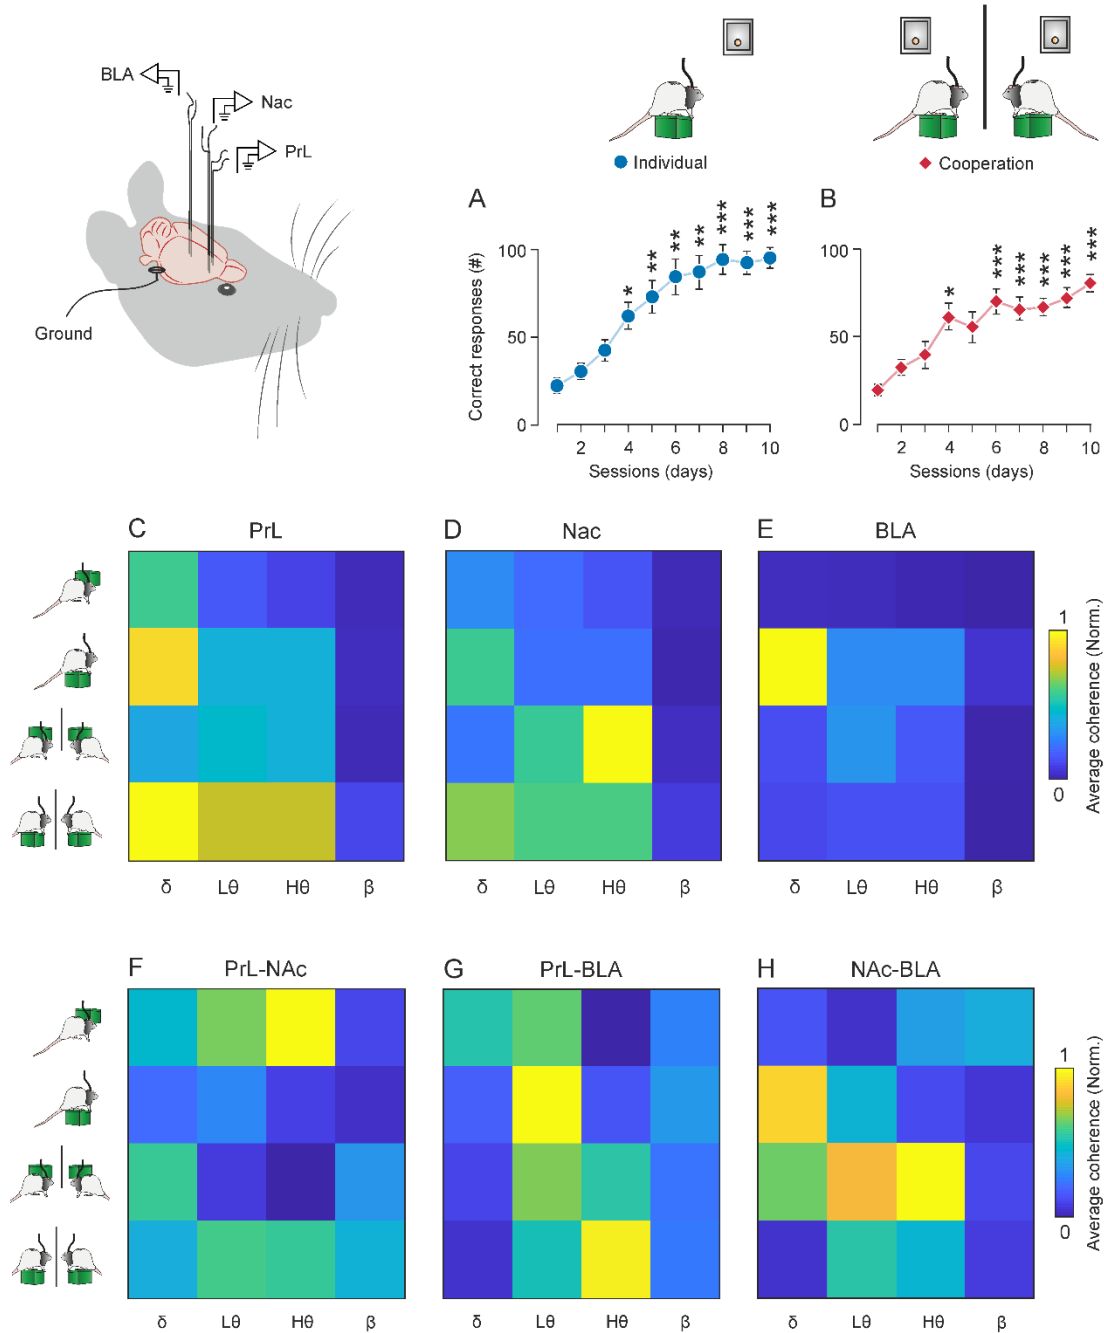 BLA
Nac
PrL
Ground
Individual
Cooperation
A
Correct responses (#)
100
50
0
* ** ** ** *** *** ***
2 4 6 8 10
Sessions (days)
B
100
50
0
* *** *** *** *** ***
2 4 6 8 10
Sessions (days)
C PrL
δ Lθ Hθ β
D Nac
δ Lθ Hθ β
E BLA
δ Lθ Hθ β
1
0
Average coherence (Norm.)
F PrL-NAc
δ Lθ Hθ β
G PrL-BLA
δ Lθ Hθ β
H NAc-BLA
δ Lθ Hθ β
1
0
Average coherence (Norm.)